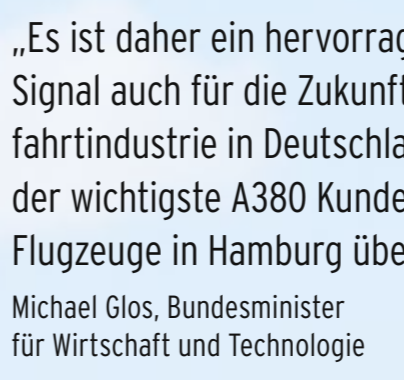 „Es ist daher ein hervorrag
Signal auch für die Zukunft
fahrtindustrie in Deutschla
der wichtigste A380 Kunde
Flugzeuge in Hamburg übe
Michael Glos, Bundesminister
für Wirtschaft und Technologie